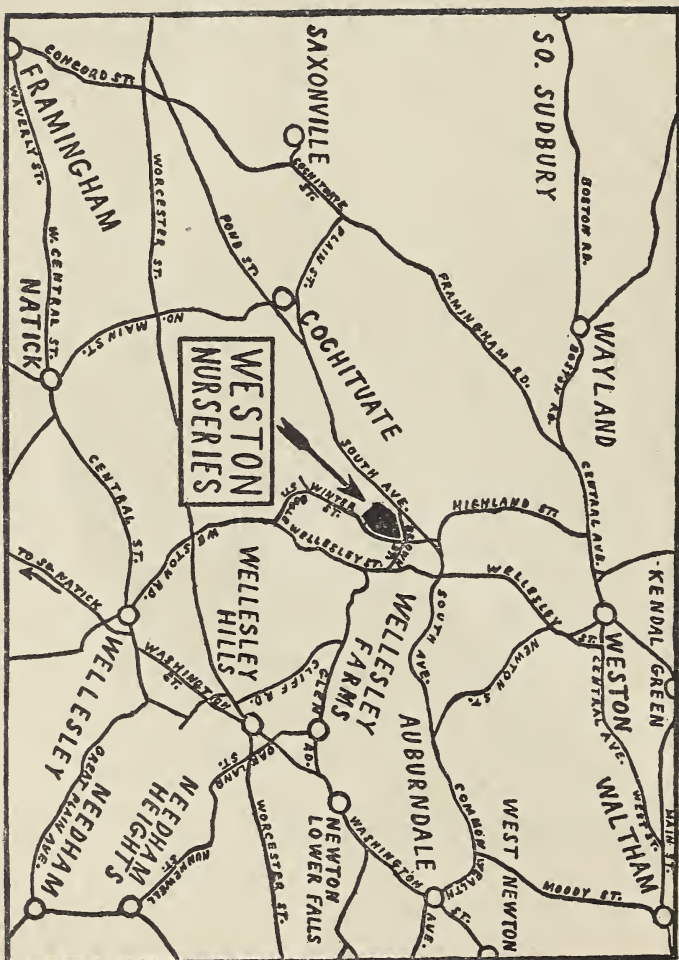 MAIN ST.
KENDAL GREEN
WEST ST.
WALTHAM
CENTRAL AVE.
WESTON
CENTRAL AVE.
WAYLAND
BOSTON RD.
BOSTON RD.
SO. SUDBURY
MOODY ST.
NEWTON ST.
WELLESLEY ST.
HIGHLAND ST.
FRAMINGHAM RD.
WEST NEWTON
COMMONWEALTH AVE.
AUBURNDALE
SOUTH AVE.
SOUTH AVE.
BROWN ST.
PLAIN ST.
COCHITUATE ST.
SAXONVILLE
COCHITUATE
WELLESLEY FARMS
WASHINGTON ST.
NEWTON
LOWER FALLS
GLEN RD.
WINTER ST.
WELLESLEY ST.
POND ST.
CLIFF RD.
WELLESLEY
HILLS
WESTON
NURSERIES
OAKLAND ST.
WORCESTER ST.
WORCESTER ST.
NO. MAIN ST.
WESTON RD.
WASHINGTON ST.
NEEDHAM
HEIGHTS
HUNNEWELL ST.
WELLESLEY
CENTRAL ST.
CONCORD ST.
FRAMINGHAM
NEEDHAM
GREAT PLAIN AVE.
W. CENTRAL ST.
WAVERLY ST.
NATICK
TO SO. NATICK